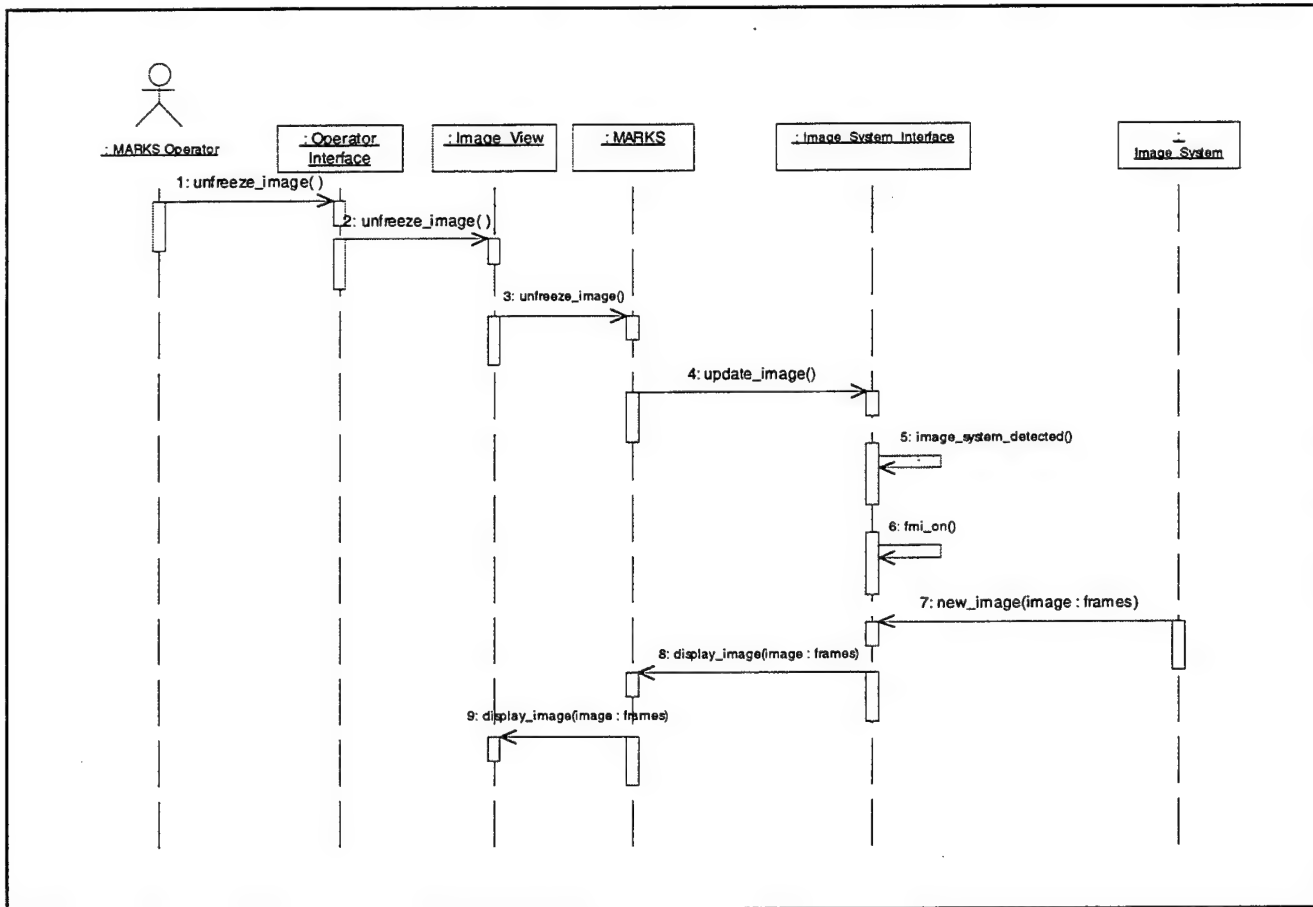 : MARKS Operator
: Operator
Interface
: Image_View
: MARKS
: Image_System_Interface
:
Image_System
1: unfreeze_image( )
2: unfreeze_image( )
3: unfreeze_image()
4: update_image()
5: image_system_detected()
6: fmi_on()
7: new_image(image : frames)
8: display_image(image : frames)
9: display_image(image : frames)